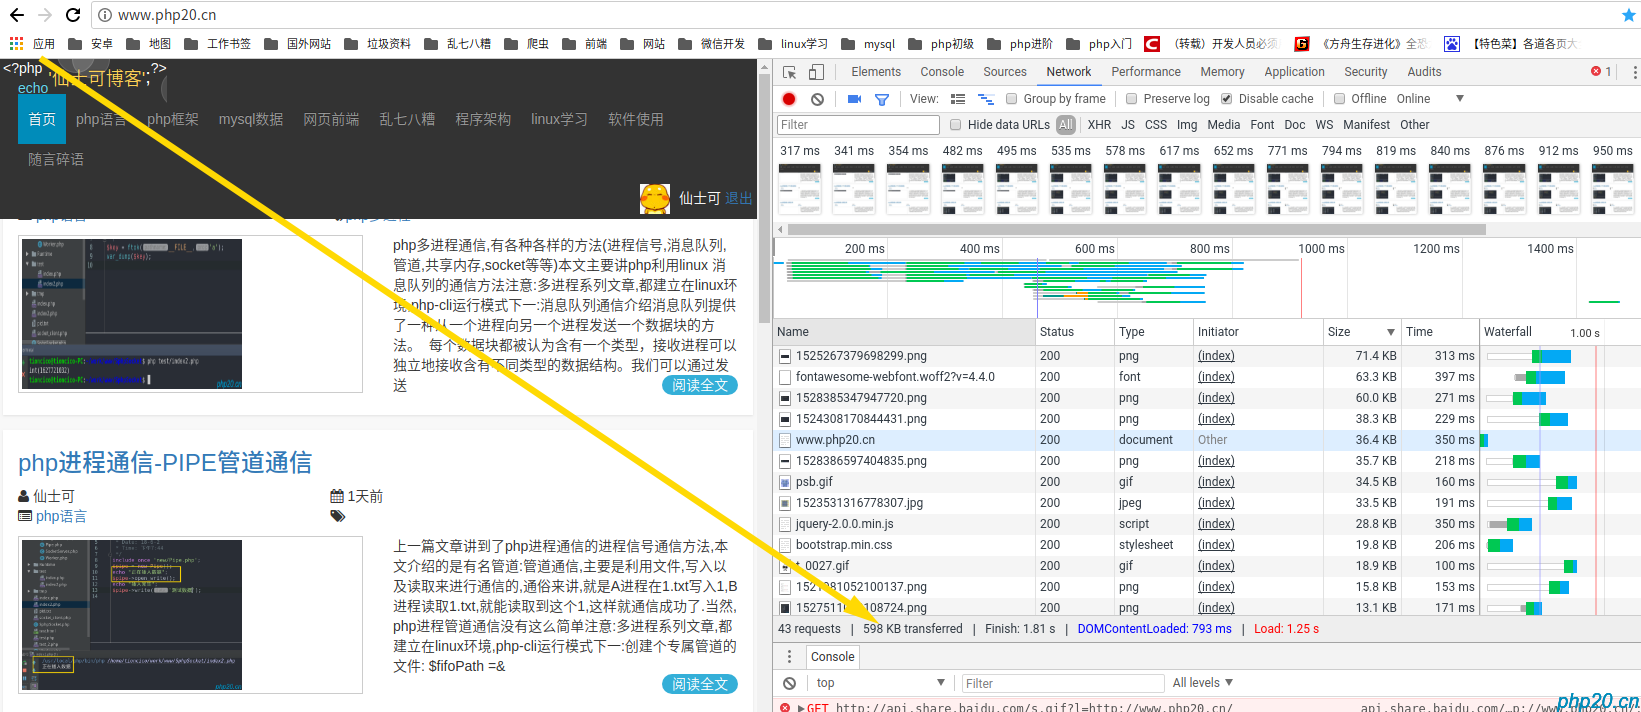 www.php20.cn
应用 安卓 地图 工作书签 国外网站 垃圾资料 乱七八糟 爬虫 前端 网站 微信开发 linux学习 mysql php初级 php进阶 php入门 （转载）开发人员必须 《方舟生存进化》全恐 【特色菜】各道各页大
<?php '仙士可博客';?>
echo
首页 php语言 php框架 mysql数据 网页前端 乱七八糟 程序架构 linux学习 软件使用
随言碎语
仙士可 退出
php语言 php多进程
php多进程通信,有各种各样的方法(进程信号,消息队列,
管道,共享内存,socket等等)本文主要讲php利用linux 消
息队列的通信方法注意:多进程系列文章,都建立在linux环
境,php-cli运行模式下一:消息队列通信介绍消息队列提供
了一种从一个进程向另一个进程发送一个数据块的方
法。 每个数据块都被认为含有一个类型，接收进程可以
独立地接收含有不同类型的数据结构。我们可以通过发
送
阅读全文
php进程通信-PIPE管道通信
仙士可 1天前
php语言
上一篇文章讲到了php进程通信的进程信号通信方法,本
文介绍的是有名管道:管道通信,主要是利用文件,写入以
及读取来进行通信的,通俗来讲,就是A进程在1.txt写入1,B
进程读取1.txt,就能读取到这个1,这样就通信成功了.当然,
php进程管道通信没有这么简单注意:多进程系列文章,都
建立在linux环境,php-cli运行模式下一:创建个专属管道的
文件: $fifoPath =&
阅读全文
Elements Console Sources Network Performance Memory Application Security Audits 1
View: Group by frame Preserve log Disable cache Offline Online
Filter Hide data URLs All XHR JS CSS Img Media Font Doc WS Manifest Other
317 ms 341 ms 354 ms 482 ms 495 ms 535 ms 578 ms 617 ms 652 ms 771 ms 794 ms 819 ms 840 ms 876 ms 912 ms 950 ms
200 ms 400 ms 600 ms 800 ms 1000 ms 1200 ms 1400 ms
Name Status Type Initiator Size Time Waterfall 1.00 s
1525267379698299.png 200 png (index) 71.4 KB 313 ms
fontawesome-webfont.woff2?v=4.4.0 200 font (index) 63.3 KB 397 ms
1528385347947720.png 200 png (index) 60.0 KB 271 ms
1524308170844431.png 200 png (index) 38.3 KB 229 ms
www.php20.cn 200 document Other 36.4 KB 350 ms
1528386597404835.png 200 png (index) 35.7 KB 218 ms
psb.gif 200 gif (index) 34.5 KB 160 ms
1523531316778307.jpg 200 jpeg (index) 33.5 KB 191 ms
jquery-2.0.0.min.js 200 script (index) 28.8 KB 350 ms
bootstrap.min.css 200 stylesheet (index) 19.8 KB 206 ms
t_0027.gif 200 gif (index) 18.9 KB 100 ms
200 png (index) 15.8 KB 153 ms
200 png (index) 13.1 KB 171 ms
43 requests | 598 KB transferred | Finish: 1.81 s | DOMContentLoaded: 793 ms | Load: 1.25 s
Console
top Filter All levels
GET http://api.share.baidu.com/s.gif?l=http://www.php20.cn/ api.share.baidu.com/…p://www.php20.cn/:1
php20.cn